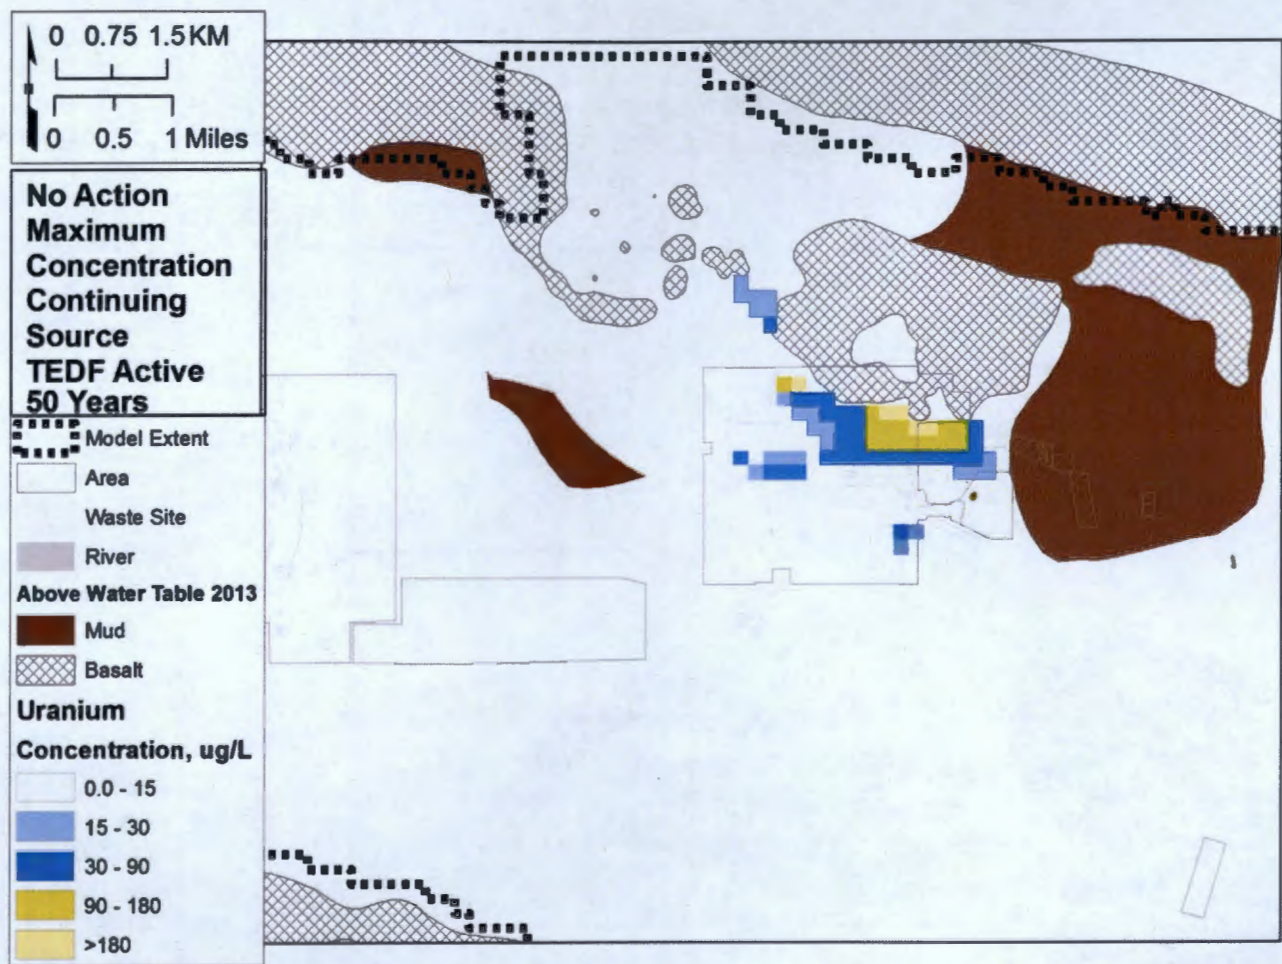 0 0.75 1.5 KM
0 0.5 1 Miles
No Action
Maximum
Concentration
Continuing
Source
TEDF Active
50 Years
Model Extent
Area
Waste Site
River
Above Water Table 2013
Mud
Basalt
Uranium
Concentration, ug/L
0.0 - 15
15 - 30
30 - 90
90 - 180
>180